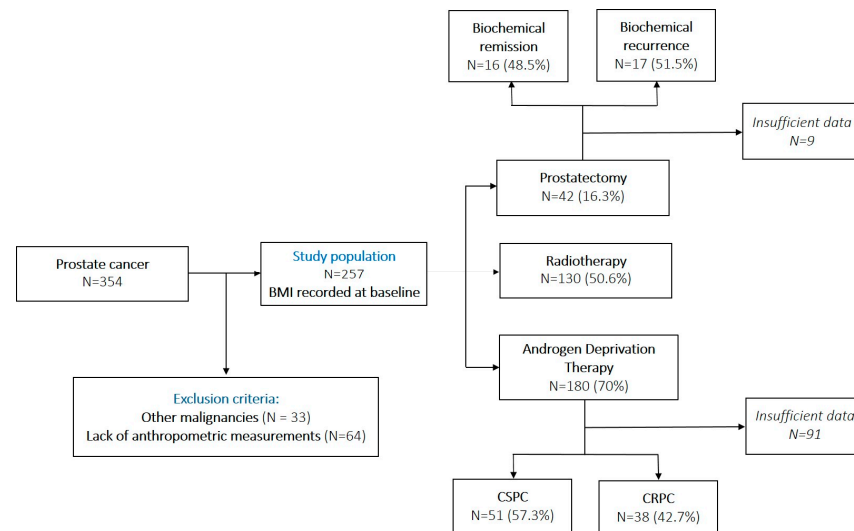 Biochemical
remission
N=16 (48.5%)
Biochemical
recurrence
N=17 (51.5%)
Insufficient data
N=9
Prostatectomy
N=42 (16.3%)
Prostate cancer
N=354
Study population
N=257
BMI recorded at baseline
Radiotherapy
N=130 (50.6%)
Androgen Deprivation
Therapy
N=180 (70%)
Exclusion criteria:
Other malignancies (N = 33)
Lack of anthropometric measurements (N=64)
Insufficient data
N=91
CSPC
N=51 (57.3%)
CRPC
N=38 (42.7%)